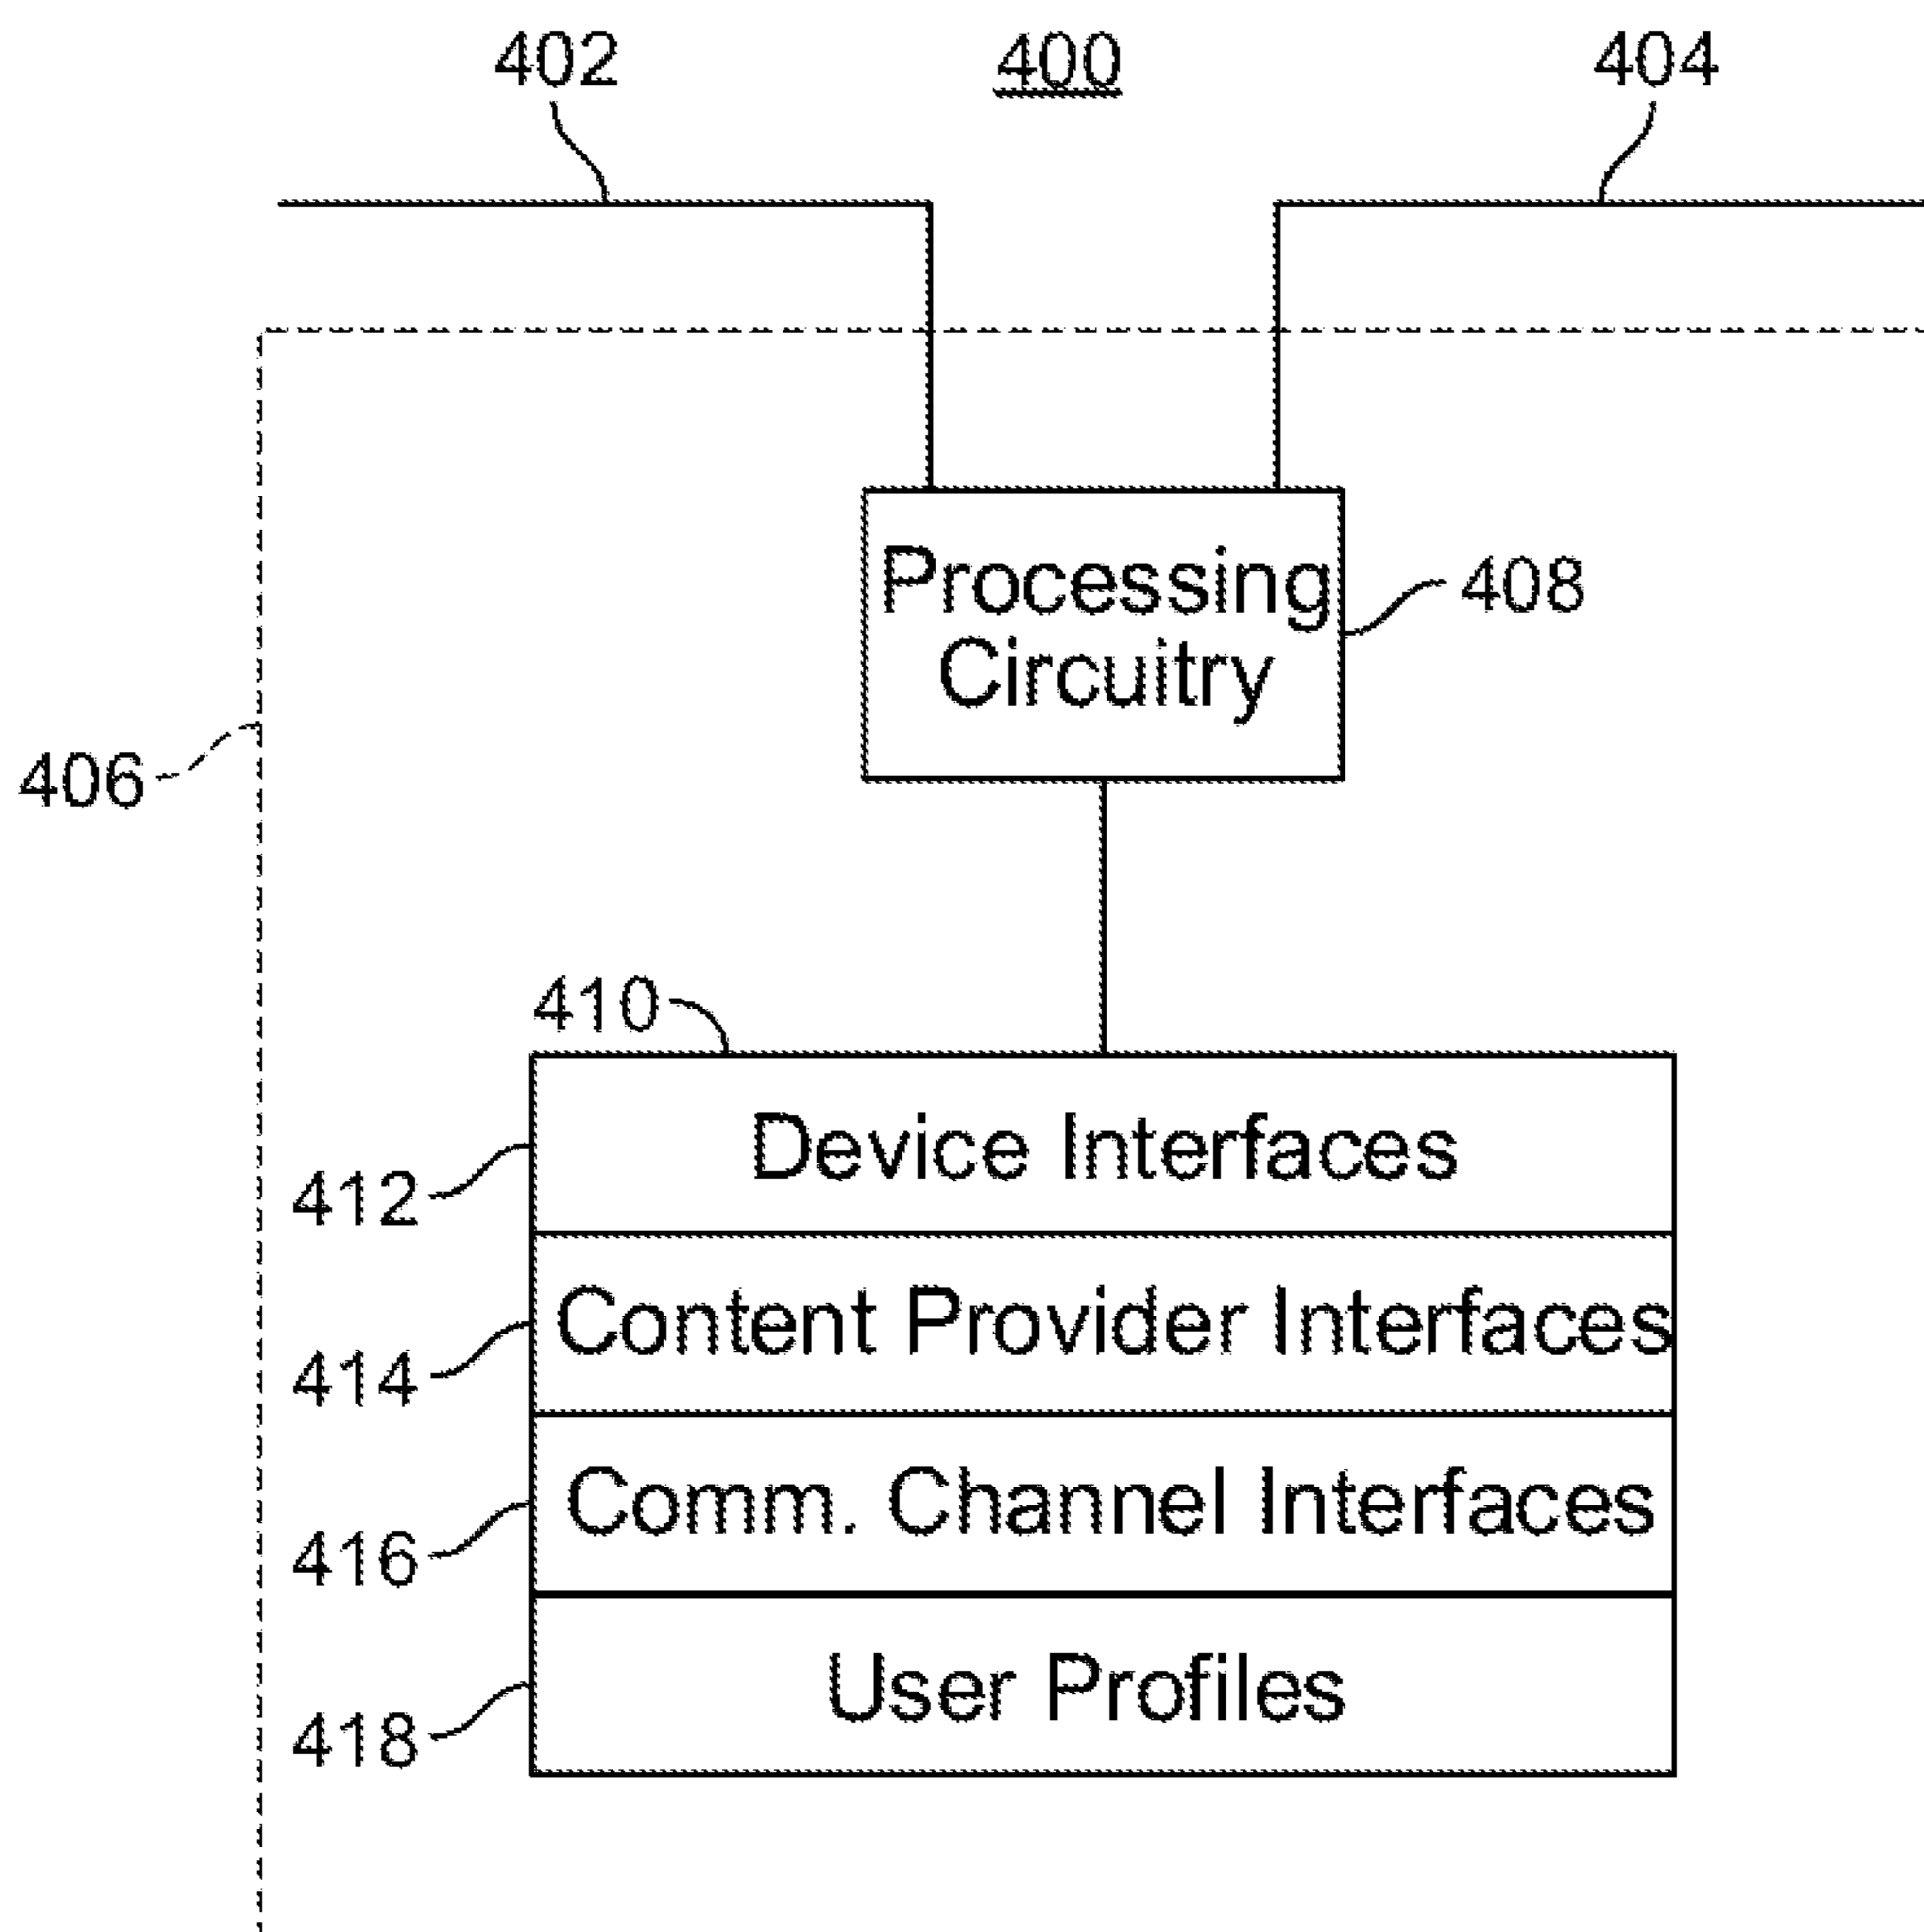 402
400
404
Processing
Circuitry
408
406
410
Device Interfaces
412
Content Provider Interfaces
414
Comm. Channel Interfaces
416
User Profiles
418